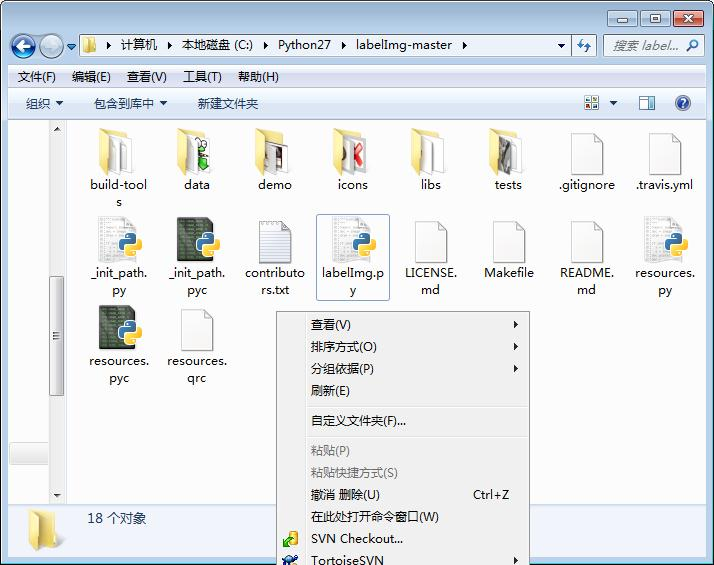 计算机 本地磁盘 (C:) Python27 labelImg-master
搜索 label...
文件(F) 编辑(E) 查看(V) 工具(T) 帮助(H)
组织 包含到库中 新建文件夹
build-tool
s
data
demo
icons
libs
tests
.gitignore
.travis.yml
_init_path.
py
_init_path.
pyc
contributo
rs.txt
labelImg.p
y
LICENSE.
md
Makefile
README.
md
resources.
py
resources.
pyc
resources.
qrc
查看(V)
排序方式(O)
分组依据(P)
刷新(E)
自定义文件夹(F)...
粘贴(P)
粘贴快捷方式(S)
撤消 删除(U) Ctrl+Z
在此处打开命令窗口(W)
SVN Checkout...
TortoiseSVN
18 个对象